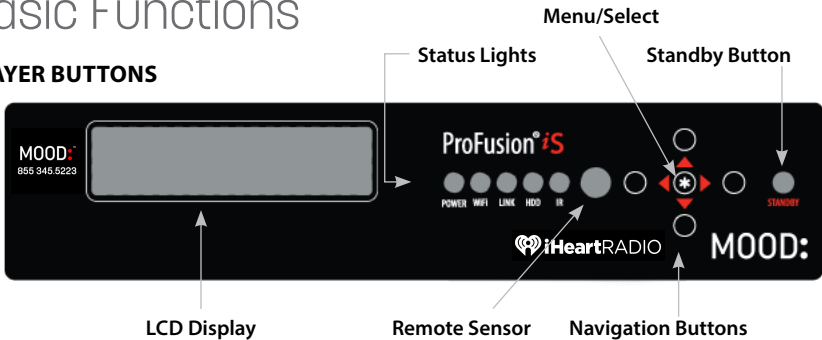 asic Functions
Menu/Select
Status Lights
Standby Button
AYER BUTTONS
MOOD:™
855 345.5223
ProFusion® iS
POWER WiFi LINK HDD IR
*
STANDBY
iHeartRADIO
MOOD:
LCD Display
Remote Sensor
Navigation Buttons